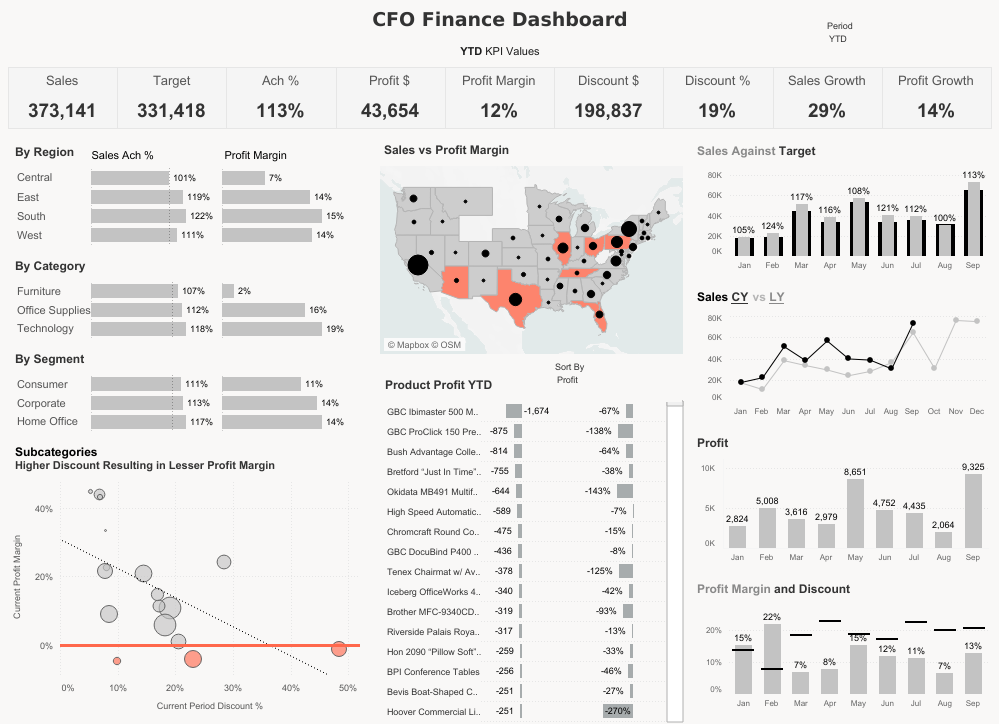 CFO Finance Dashboard
Period
YTD
YTD KPI Values
Sales Target Ach % Profit $ Profit Margin Discount $ Discount % Sales Growth Profit Growth
373,141 331,418 113% 43,654 12% 198,837 19% 29% 14%
By Region Sales Ach % Profit Margin
Central 101% 7%
East 119% 14%
South 122% 15%
West 111% 14%
By Category
Furniture 107% 2%
Office Supplies 112% 16%
Technology 118% 19%
By Segment
Consumer 111% 11%
Corporate 113% 14%
Home Office 117% 14%
Subcategories
Higher Discount Resulting in Lesser Profit Margin
Current Profit Margin
40%
20%
0%
0% 10% 20% 30% 40% 50%
Current Period Discount %
Sales vs Profit Margin
© Mapbox © OSM
Sort By
Profit
Product Profit YTD
GBC Ibimaster 500 M.. -1,674 -67%
GBC ProClick 150 Pre.. -875 -138%
Bush Advantage Colle.. -814 -64%
Bretford “Just In Time”.. -755 -38%
Okidata MB491 Multif.. -644 -143%
High Speed Automatic.. -589 -7%
Chromcraft Round Co.. -475 -15%
GBC DocuBind P400 .. -436 -8%
Tenex Chairmat w/ Av.. -378 -125%
Iceberg OfficeWorks 4.. -340 -42%
Brother MFC-9340CD.. -319 -93%
Riverside Palais Roya.. -317 -13%
Hon 2090 “Pillow Soft”.. -259 -33%
BPI Conference Tables -256 -46%
Bevis Boat-Shaped C.. -251 -27%
Hoover Commercial Li.. -251 -270%
Sales Against Target
80K
60K
40K
20K
0K
105% 124% 117% 116% 108% 121% 112% 100% 113%
Jan Feb Mar Apr May Jun Jul Aug Sep
Sales CY vs LY
80K
60K
40K
20K
0K
Jan Feb Mar Apr May Jun Jul Aug Sep Oct Nov Dec
Profit
10K
5K
0K
2,824 5,008 3,616 2,979 8,651 4,752 4,435 2,064 9,325
Jan Feb Mar Apr May Jun Jul Aug Sep
Profit Margin and Discount
20%
10%
0%
15% 22% 7% 8% 15% 12% 11% 7% 13%
Jan Feb Mar Apr May Jun Jul Aug Sep